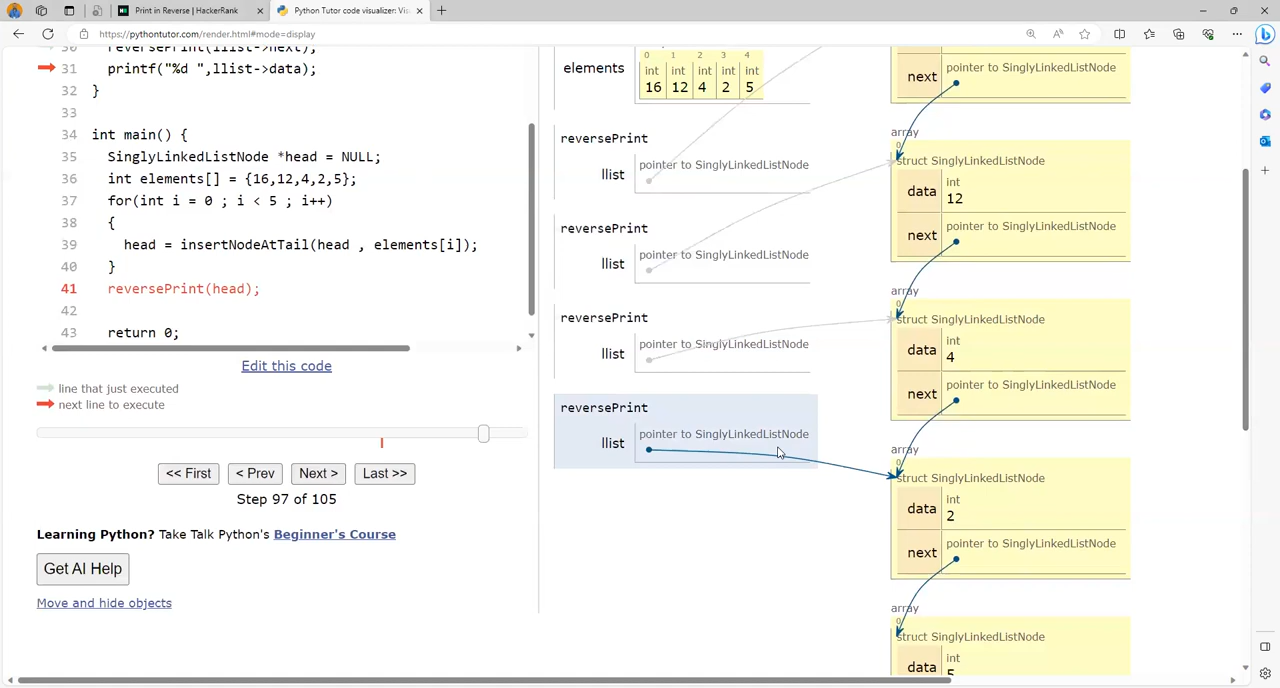 Print in Reverse | HackerRank
Python Tutor code visualizer: Vis
https://pythontutor.com/render.html#mode=display
30 reversePrint(llist->next);
31 printf("%d ",llist->data);
32 }
33
34 int main() {
35 SinglyLinkedListNode *head = NULL;
36 int elements[] = {16,12,4,2,5};
37 for(int i = 0 ; i < 5 ; i++)
38 {
39 head = insertNodeAtTail(head , elements[i]);
40 }
41 reversePrint(head);
42
43 return 0;
Edit this code
line that just executed
next line to execute
<< First
< Prev
Next >
Last >>
Step 97 of 105
Learning Python? Take Talk Python's Beginner's Course
Get AI Help
Move and hide objects
elements
0 1 2 3 4
int int int int int
16 12 4 2 5
reversePrint
llist pointer to SinglyLinkedListNode
reversePrint
llist pointer to SinglyLinkedListNode
reversePrint
llist pointer to SinglyLinkedListNode
reversePrint
llist pointer to SinglyLinkedListNode
next pointer to SinglyLinkedListNode
array
0
struct SinglyLinkedListNode
data int
12
next pointer to SinglyLinkedListNode
array
0
struct SinglyLinkedListNode
data int
4
next pointer to SinglyLinkedListNode
array
0
struct SinglyLinkedListNode
data int
2
next pointer to SinglyLinkedListNode
array
0
struct SinglyLinkedListNode
data int
5